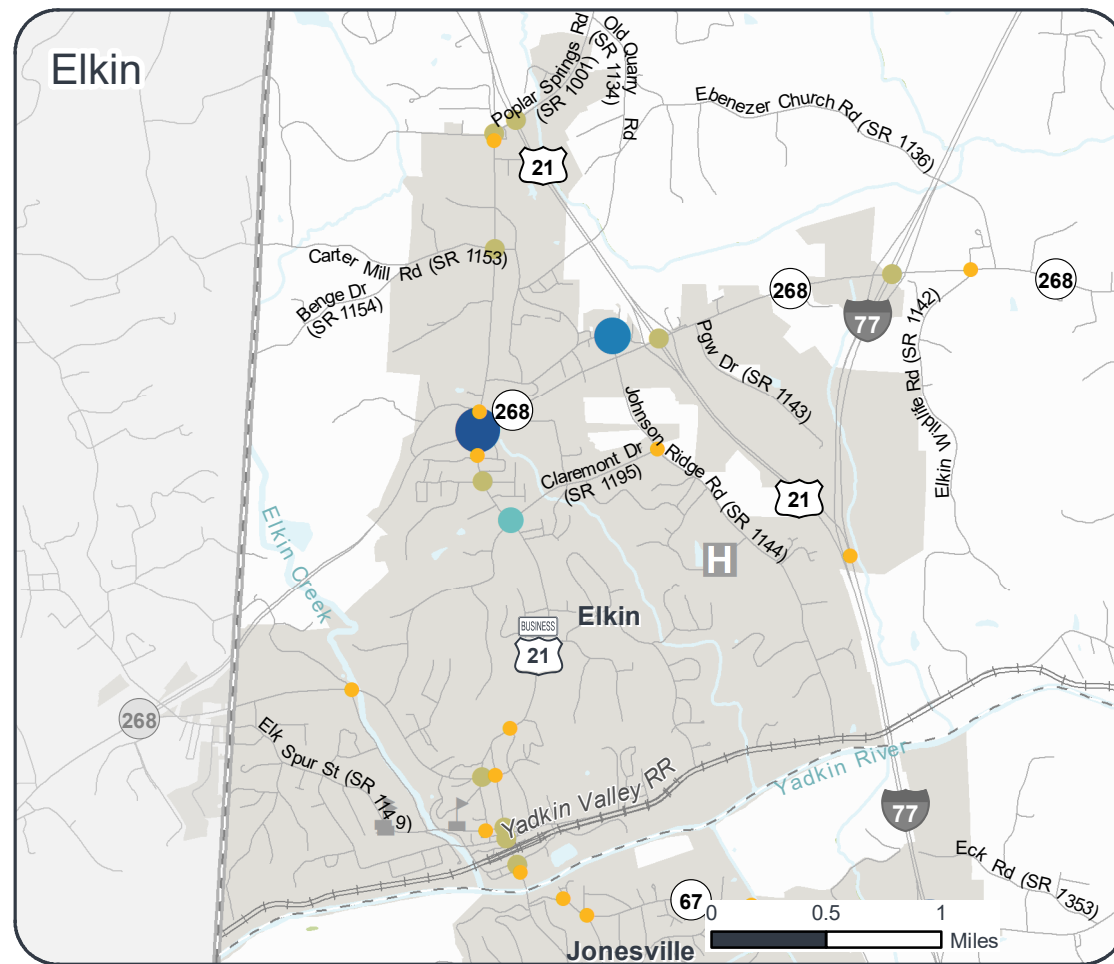 Elkin
Poplar Springs Rd
(SR 1001)
Old Quarry Rd
(SR 1134)
Ebenezer Church Rd (SR 1136)
21
Carter Mill Rd (SR 1153)
Benge Dr
(SR 1154)
268
268
77
Elkin Wildlife Rd (SR 1142)
Pgw Dr (SR 1143)
268
Johnson Ridge Rd (SR 1144)
Claremont Dr
(SR 1195)
21
Elkin Creek
H
Elkin
BUSINESS
21
268
Elk Spur St (SR 1149)
Yadkin Valley RR
Yadkin River
77
Eck Rd (SR 1353)
67
0 0.5 1
Miles
Jonesville